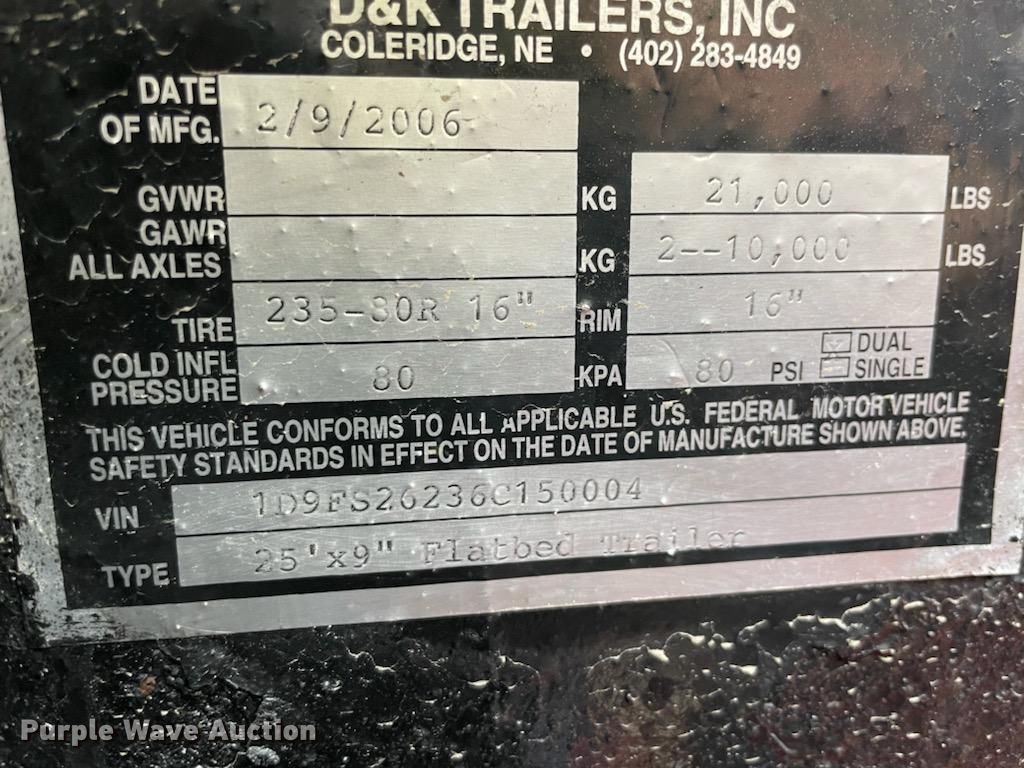 D&K TRAILERS, INC
COLERIDGE, NE • (402) 283-4849
DATE OF MFG. 2/9/2006
GVWR KG 21,000 LBS
GAWR ALL AXLES KG 2--10,000 LBS
TIRE 235-80R 16" RIM 16"
COLD INFL PRESSURE 80 KPA 80 PSI DUAL SINGLE
THIS VEHICLE CONFORMS TO ALL APPLICABLE U.S. FEDERAL MOTOR VEHICLE
SAFETY STANDARDS IN EFFECT ON THE DATE OF MANUFACTURE SHOWN ABOVE.
VIN 1D9FS26236C150004
TYPE 25'x9" Flatbed Trailer
Purple Wave Auction